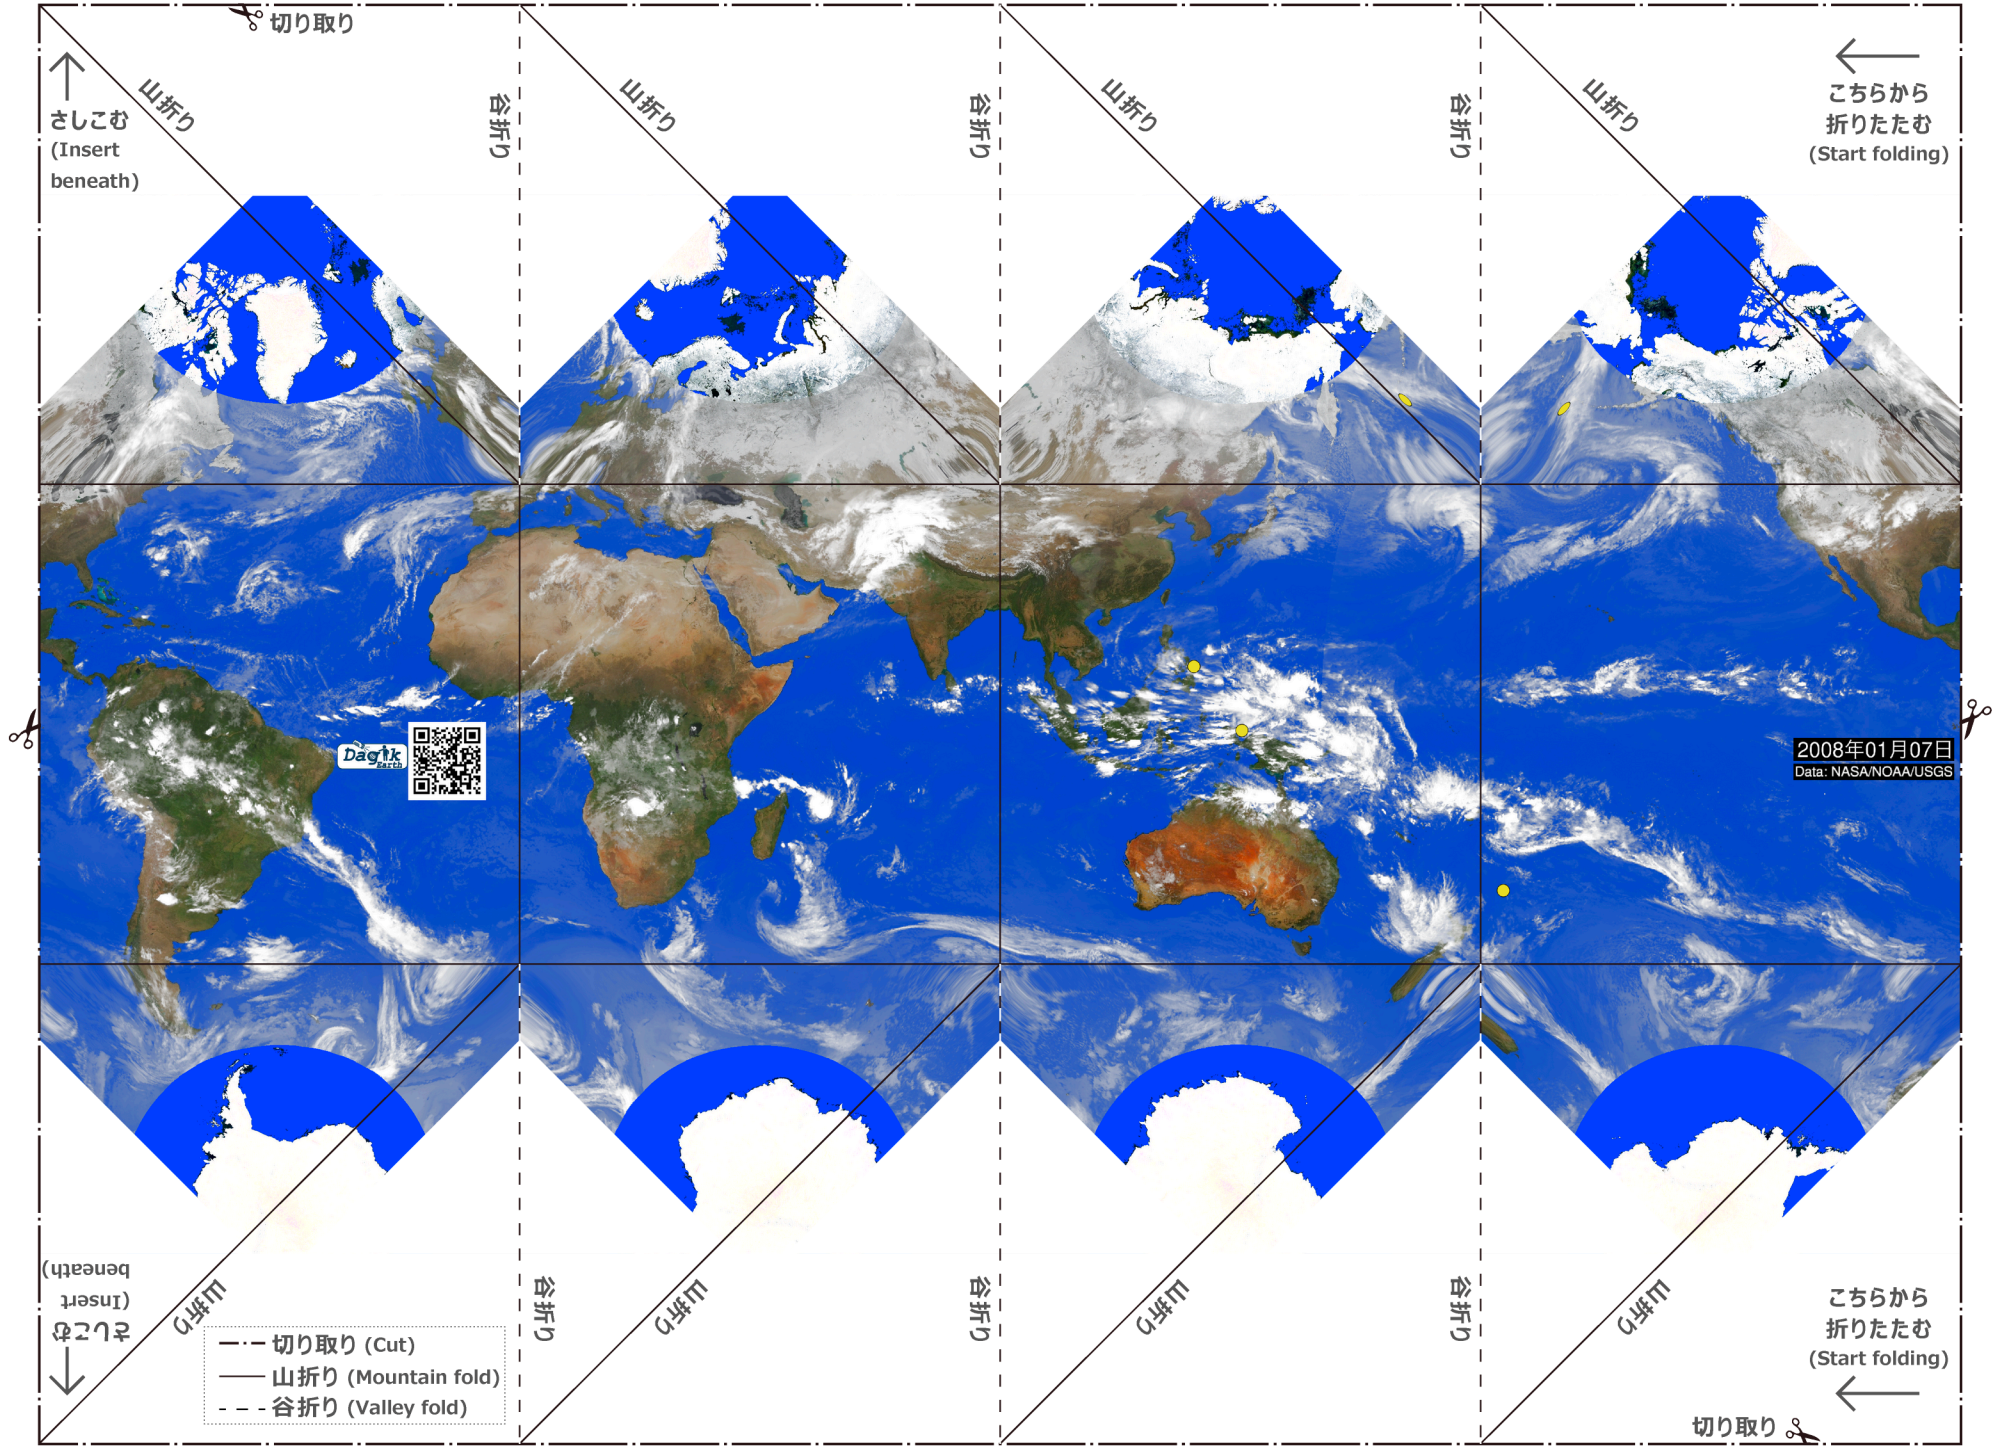 切り取り
さしこむ
(Insert
beneath)
山折り
谷折り
山折り
谷折り
山折り
谷折り
山折り
こちらから
折りたたむ
(Start folding)
Dagik
Earth
2008年01月07日
Data: NASA/NOAA/USGS
さしこむ
(Insert
beneath)
山折り
谷折り
山折り
谷折り
山折り
谷折り
山折り
こちらから
折りたたむ
(Start folding)
切り取り (Cut)
山折り (Mountain fold)
谷折り (Valley fold)
切り取り